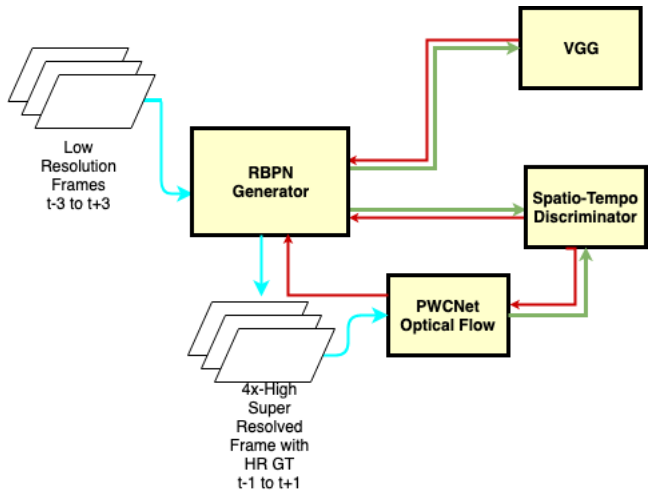 VGG
Low
Resolution
Frames
t-3 to t+3
RBPN
Generator
Spatio-Tempo
Discriminator
PWCNet
Optical Flow
4x-High
Super
Resolved
Frame with
HR GT
t-1 to t+1